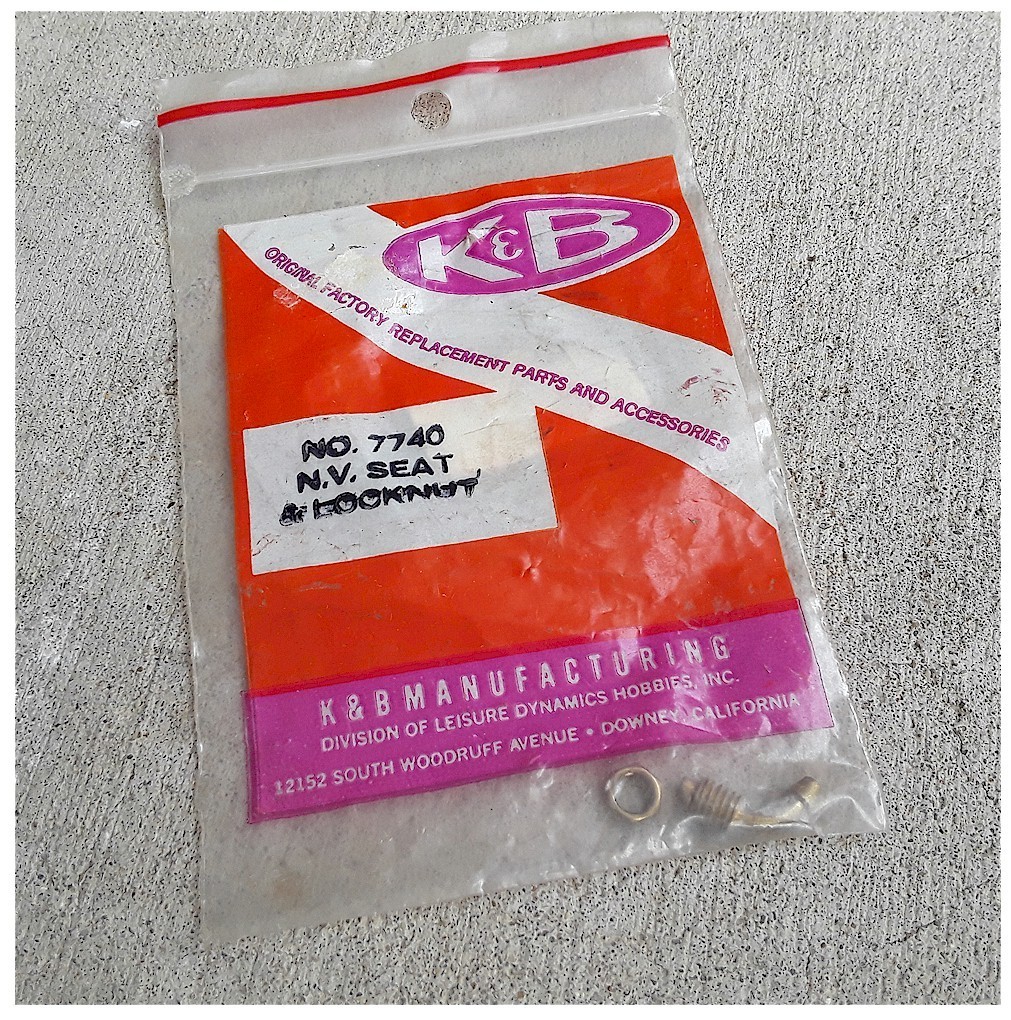 K&B
ORIGINAL FACTORY REPLACEMENT PARTS AND ACCESSORIES
NO. 7740
N.V. SEAT
& LOCKNUT
K & B MANUFACTURING
DIVISION OF LEISURE DYNAMICS HOBBIES, INC.
12152 SOUTH WOODRUFF AVENUE • DOWNEY, CALIFORNIA